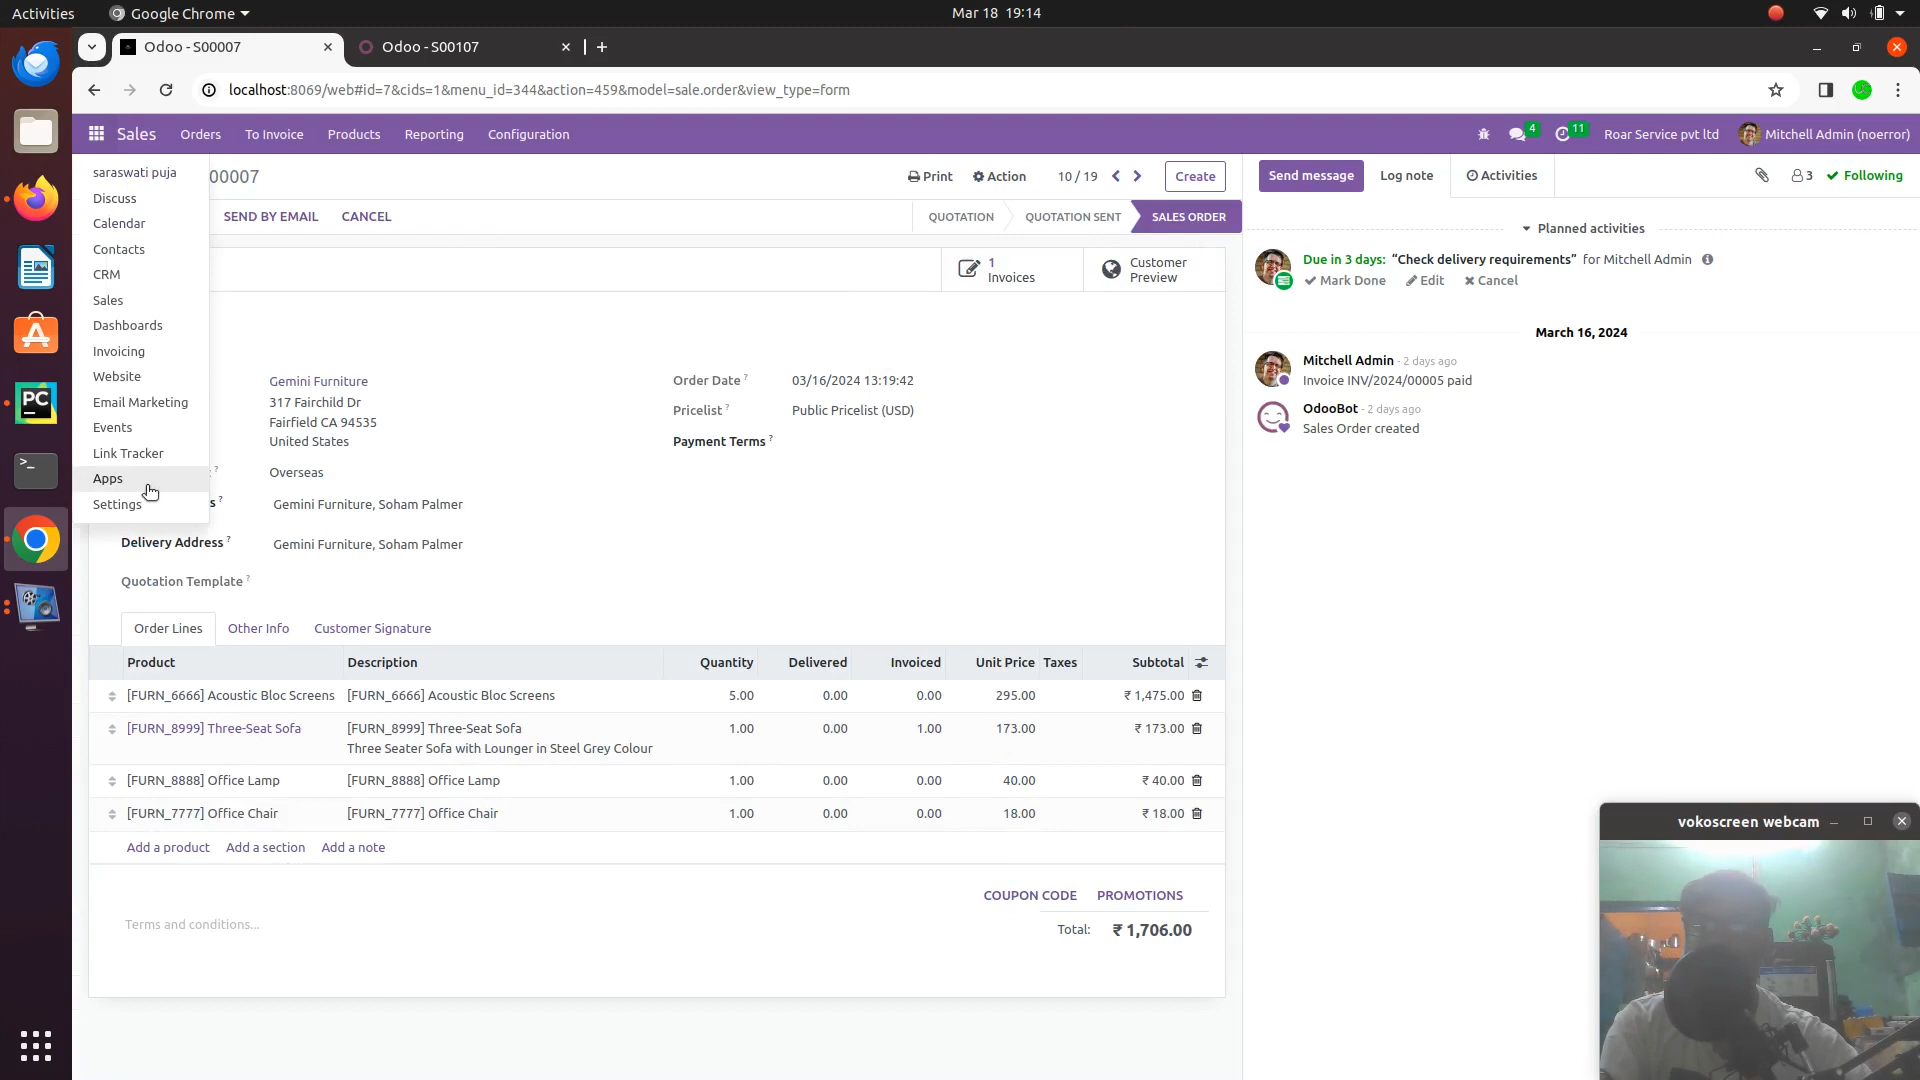 Activities
Google Chrome
Mar 18 19:14
Odoo - S00007
Odoo - S00107
localhost:8069/web#id=7&cids=1&menu_id=344&action=459&model=sale.order&view_type=form
Sales
Orders
To Invoice
Products
Reporting
Configuration
4
11
Roar Service pvt ltd
Mitchell Admin (noerror)
saraswati puja
Discuss
Calendar
Contacts
CRM
Sales
Dashboards
Invoicing
Website
Email Marketing
Events
Link Tracker
Apps
Settings
00007
Print
Action
10 / 19
Create
SEND BY EMAIL
CANCEL
QUOTATION
QUOTATION SENT
SALES ORDER
1
Invoices
Customer
Preview
Gemini Furniture
317 Fairchild Dr
Fairfield CA 94535
United States
Order Date ?
03/16/2024 13:19:42
Pricelist ?
Public Pricelist (USD)
Payment Terms ?
?
Overseas
s ?
Gemini Furniture, Soham Palmer
Delivery Address ?
Gemini Furniture, Soham Palmer
Quotation Template ?
Order Lines
Other Info
Customer Signature
Product Description Quantity Delivered Invoiced Unit Price Taxes Subtotal
[FURN_6666] Acoustic Bloc Screens [FURN_6666] Acoustic Bloc Screens 5.00 0.00 0.00 295.00 ₹ 1,475.00
[FURN_8999] Three-Seat Sofa [FURN_8999] Three-Seat Sofa 1.00 0.00 1.00 173.00 ₹ 173.00
Three Seater Sofa with Lounger in Steel Grey Colour
[FURN_8888] Office Lamp [FURN_8888] Office Lamp 1.00 0.00 0.00 40.00 ₹ 40.00
[FURN_7777] Office Chair [FURN_7777] Office Chair 1.00 0.00 0.00 18.00 ₹ 18.00
Add a product Add a section Add a note
COUPON CODE PROMOTIONS
Terms and conditions...
Total: ₹ 1,706.00
Send message
Log note
Activities
3
Following
Planned activities
Due in 3 days: “Check delivery requirements” for Mitchell Admin
Mark Done Edit Cancel
March 16, 2024
Mitchell Admin - 2 days ago
Invoice INV/2024/00005 paid
OdooBot - 2 days ago
Sales Order created
PC
vokoscreen webcam